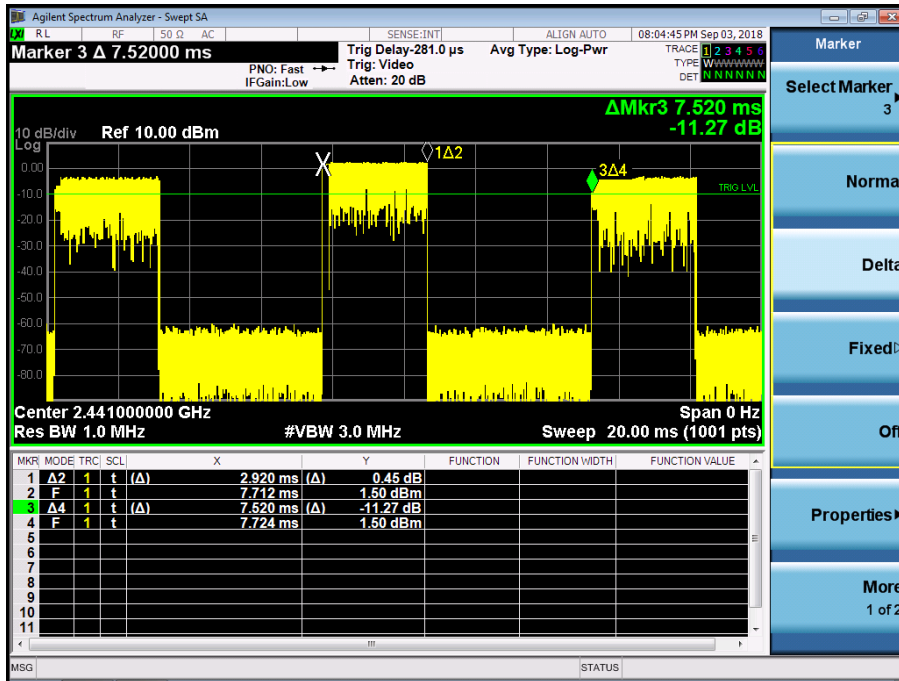 Agilent Spectrum Analyzer - Swept SA
LXI RL RF 50 Ω AC SENSE:INT ALIGN AUTO 08:04:45 PM Sep 03, 2018
Marker 3 Δ 7.52000 ms
PNO: Fast
IFGain:Low
Trig Delay-281.0 µs
Trig: Video
Atten: 20 dB
Avg Type: Log-Pwr
TRACE 1 2 3 4 5 6
TYPE W W W W W W
DET N N N N N N
ΔMkr3 7.520 ms
-11.27 dB
10 dB/div Ref 10.00 dBm
Log
1Δ2
3Δ4
TRIG LVL
0.00
-10.0
-20.0
-30.0
-40.0
-50.0
-60.0
-70.0
-80.0
Center 2.441000000 GHz Span 0 Hz
Res BW 1.0 MHz #VBW 3.0 MHz Sweep 20.00 ms (1001 pts)
MKR MODE TRC SCL X Y FUNCTION FUNCTION WIDTH FUNCTION VALUE
1 Δ2 1 t (Δ) 2.920 ms (Δ) 0.45 dB
2 F 1 t 7.712 ms 1.50 dBm
3 Δ4 1 t (Δ) 7.520 ms (Δ) -11.27 dB
4 F 1 t 7.724 ms 1.50 dBm
5
6
7
8
9
10
11
MSG STATUS
Marker
Select Marker
3
Norma
Delta
Fixed
Of
Properties
More
1 of 2